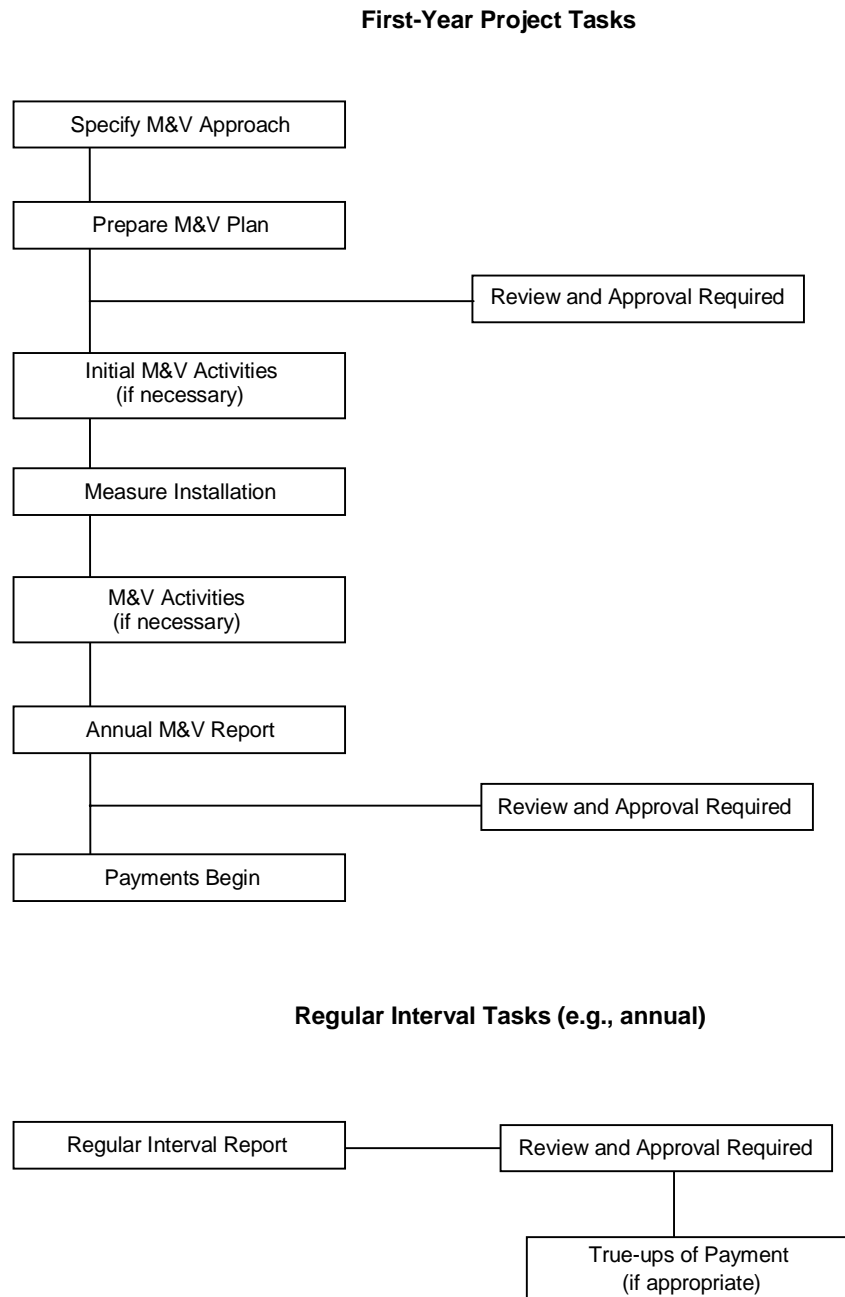 First-Year Project Tasks
Specify M&V Approach
Prepare M&V Plan
Review and Approval Required
Initial M&V Activities
(if necessary)
Measure Installation
M&V Activities
(if necessary)
Annual M&V Report
Review and Approval Required
Payments Begin
Regular Interval Tasks (e.g., annual)
Regular Interval Report
Review and Approval Required
True-ups of Payment
(if appropriate)